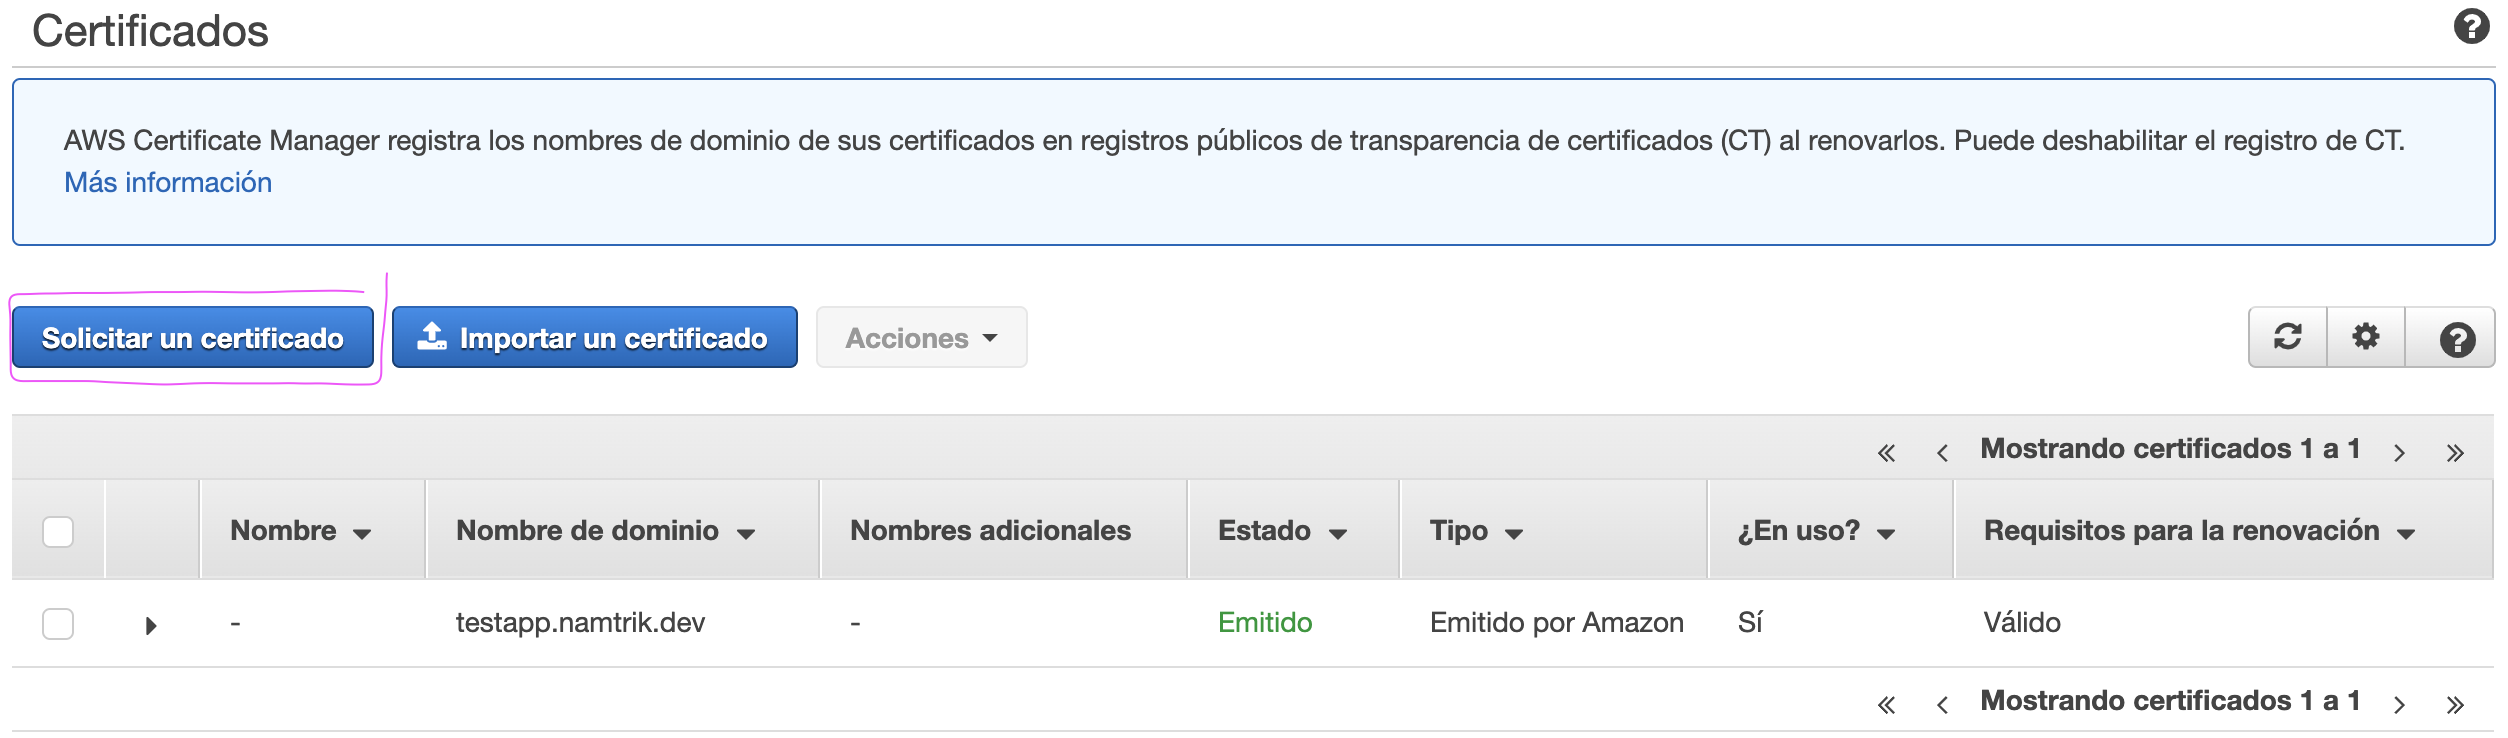 Certificados
AWS Certificate Manager registra los nombres de dominio de sus certificados en registros públicos de transparencia de certificados (CT) al renovarlos. Puede deshabilitar el registro de CT.
Más información
Solicitar un certificado
Importar un certificado
Acciones
Mostrando certificados 1 a 1
Nombre
Nombre de dominio
Nombres adicionales
Estado
Tipo
¿En uso?
Requisitos para la renovación
-
testapp.namtrik.dev
-
Emitido
Emitido por Amazon
Sí
Válido
Mostrando certificados 1 a 1